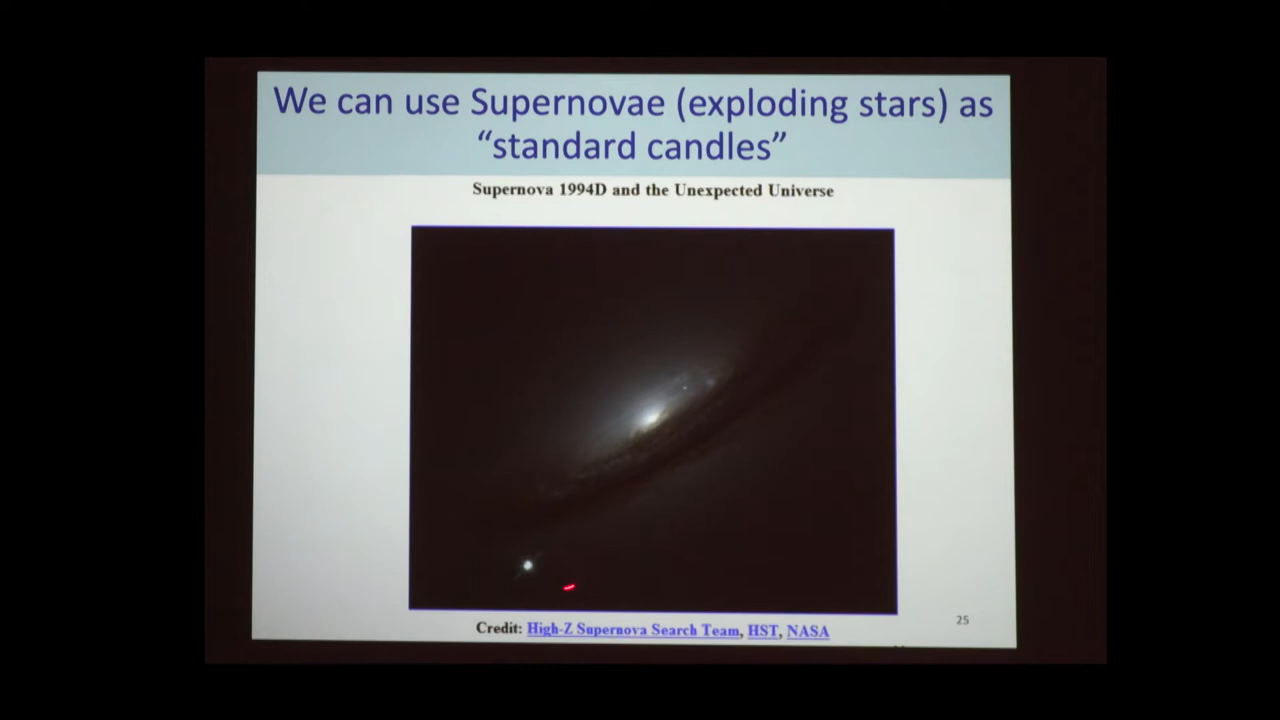 We can use Supernovae (exploding stars) as
“standard candles”
Supernova 1994D and the Unexpected Universe
Credit: High-Z Supernova Search Team, HST, NASA
25